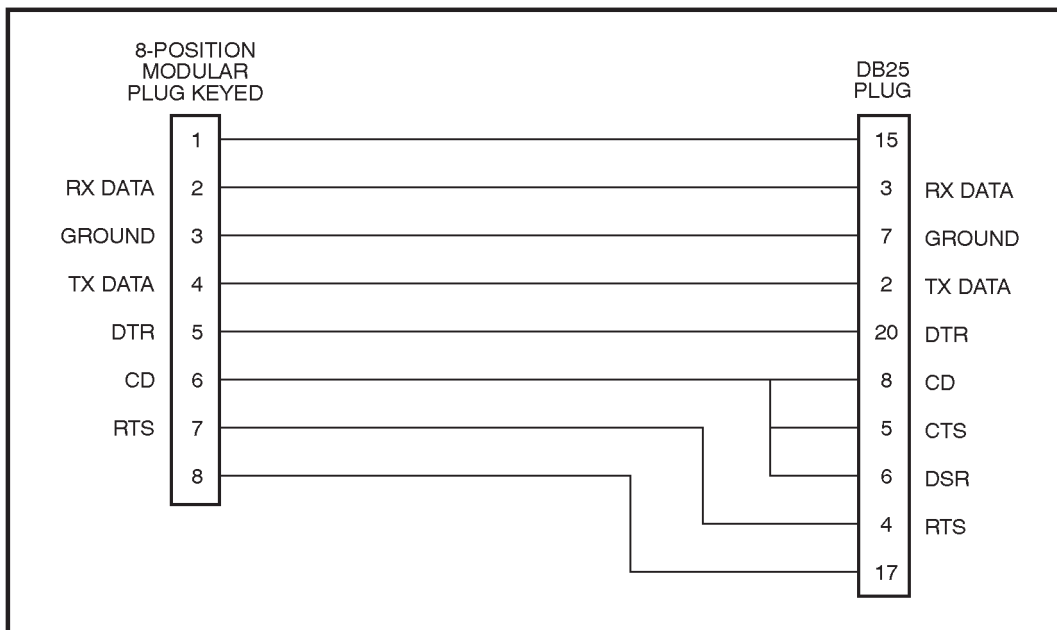 8-POSITION
MODULAR
PLUG KEYED
DB25
PLUG
1 15
RX DATA 2 3 RX DATA
GROUND 3 7 GROUND
TX DATA 4 2 TX DATA
DTR 5 20 DTR
CD 6 8 CD
RTS 7 5 CTS
8 6 DSR
4 RTS
17